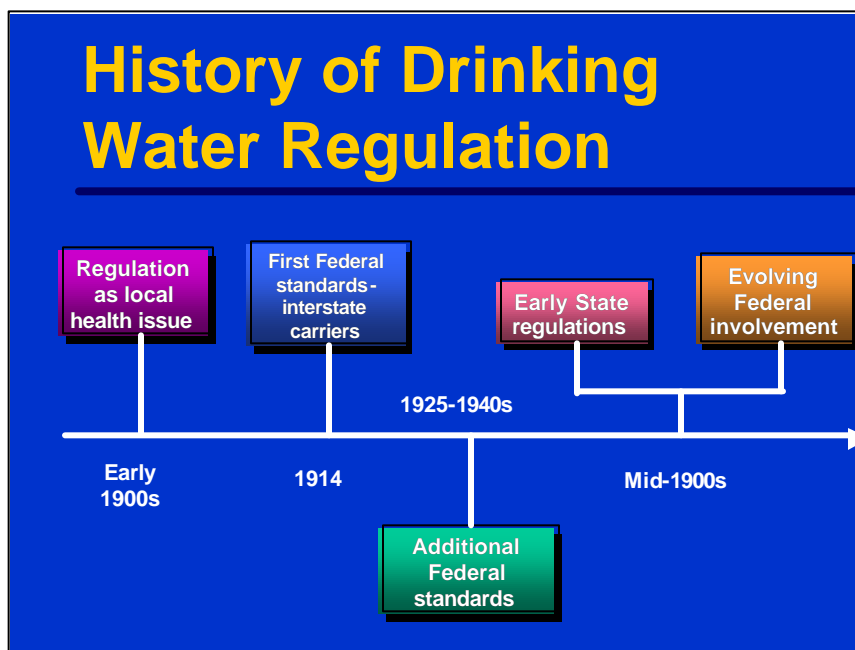 History of Drinking
Water Regulation
Regulation
as local
health issue
First Federal
standards-
interstate
carriers
Early State
regulations
Evolving
Federal
involvement
1925-1940s
Early
1900s
1914
Mid-1900s
Additional
Federal
standards